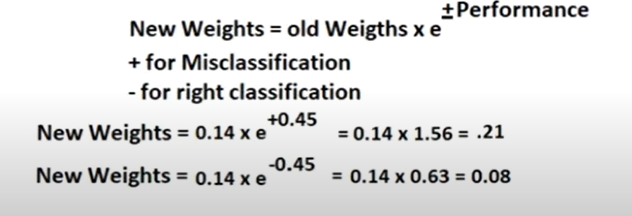 New Weights = old Weigths x e ±Performance
+ for Misclassification
- for right classification
New Weights = 0.14 x e +0.45 = 0.14 x 1.56 = .21
New Weights = 0.14 x e -0.45 = 0.14 x 0.63 = 0.08